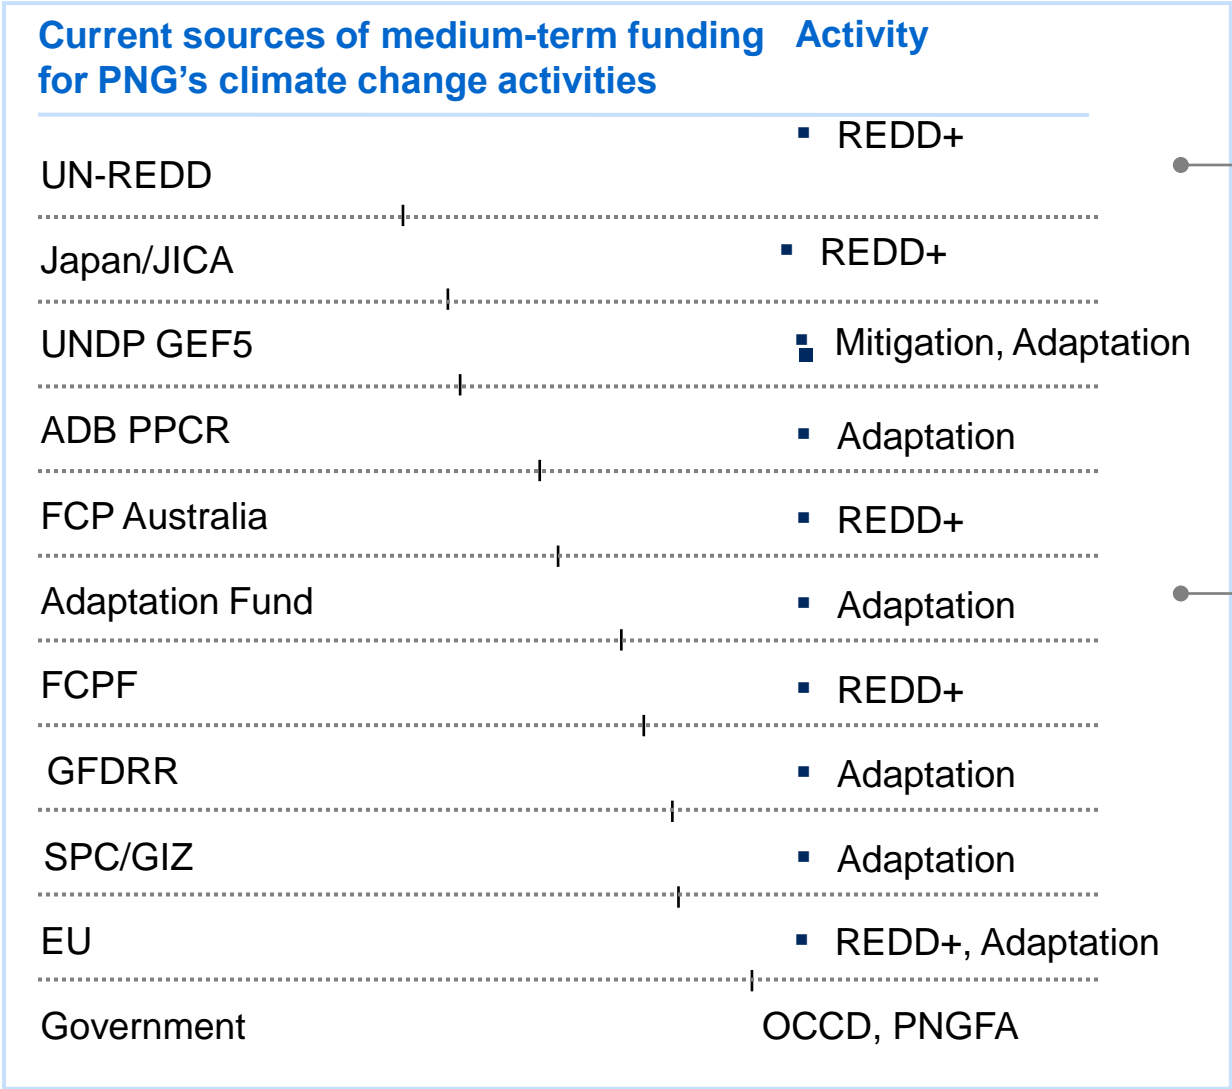 Current sources of medium-term funding Activity
for PNG's climate change activities
▪ REDD+
UN-REDD
Japan/JICA ▪ REDD+
UNDP GEF5 ▪ Mitigation, Adaptation
ADB PPCR ▪ Adaptation
FCP Australia ▪ REDD+
Adaptation Fund ▪ Adaptation
FCPF ▪ REDD+
GFDRR ▪ Adaptation
SPC/GIZ ▪ Adaptation
EU ▪ REDD+, Adaptation
Government OCCD, PNGFA